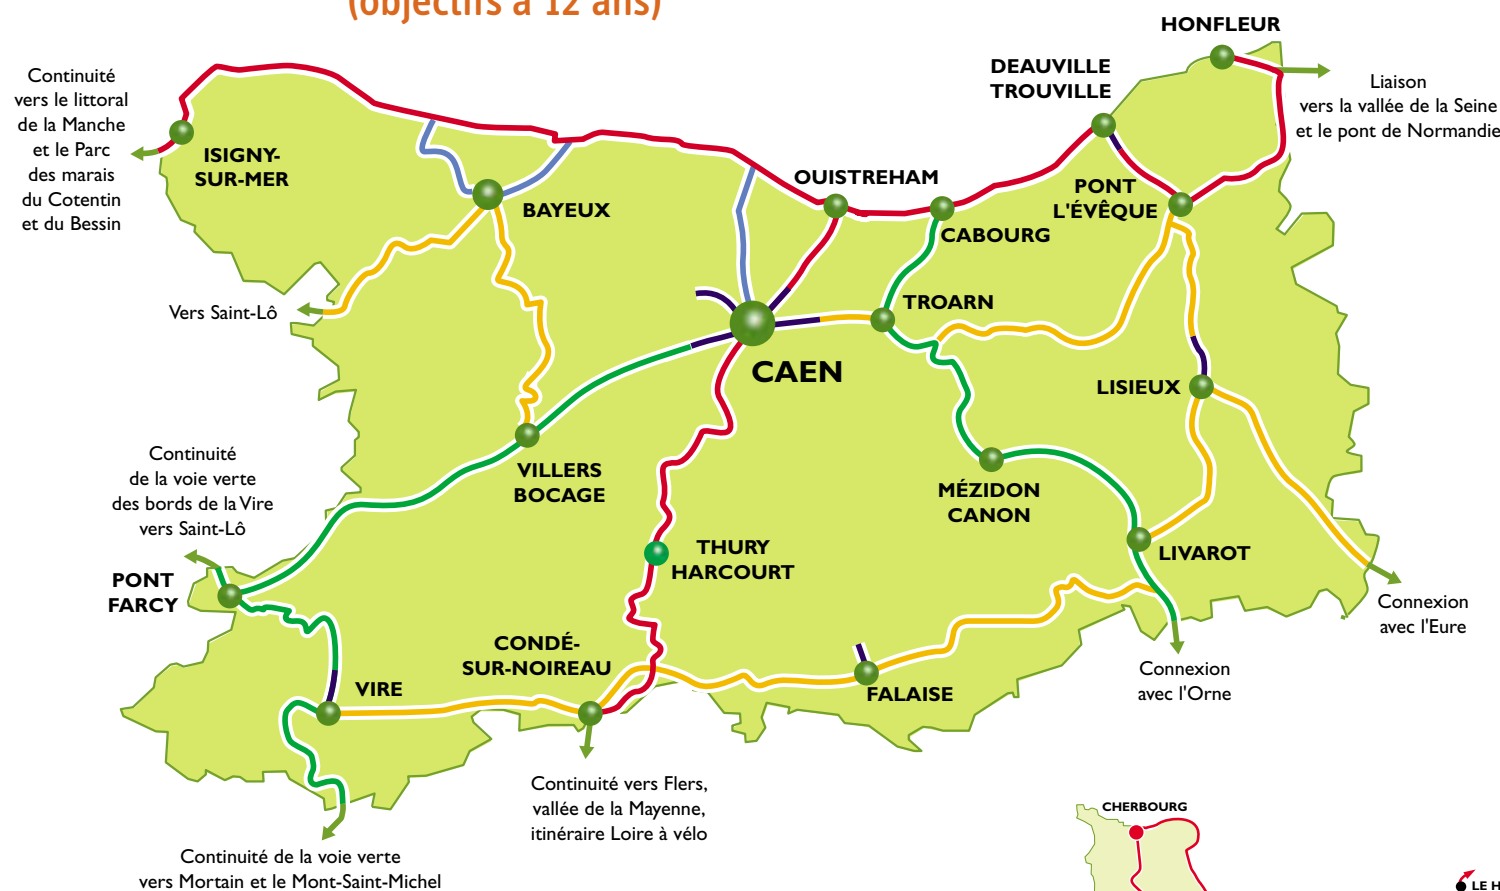 (objectifs à 12 ans)
HONFLEUR
DEAUVILLE
TROUVILLE
Continuité
vers le littoral
de la Manche
et le Parc
des marais
du Cotentin
et du Bessin
Liaison
vers la vallée de la Seine
et le pont de Normandie
ISIGNY-
SUR-MER
BAYEUX
OUISTREHAM
CABOURG
PONT
L'ÉVÊQUE
Vers Saint-Lô
TROARN
CAEN
LISIEUX
Continuité
de la voie verte
des bords de la Vire
vers Saint-Lô
VILLERS
BOCAGE
MÉZIDON
CANON
THURY
HARCOURT
LIVAROT
PONT
FARCY
Connexion
avec l'Eure
CONDÉ-
SUR-NOIREAU
VIRE
FALAISE
Connexion
avec l'Orne
Continuité vers Flers,
vallée de la Mayenne,
itinéraire Loire à vélo
Continuité de la voie verte
vers Mortain et le Mont-Saint-Michel
CHERBOURG
LE H